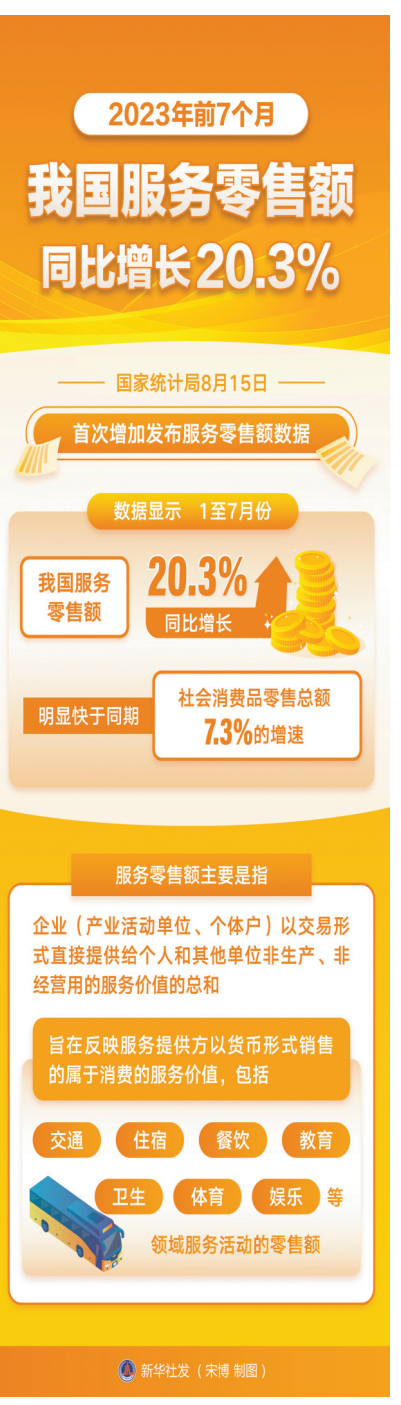 2023年前7个月
我国服务零售额
同比增长20.3%
国家统计局8月15日
首次增加发布服务零售额数据
数据显示 1至7月份
我国服务
零售额
20.3%
同比增长
明显快于同期
社会消费品零售总额
7.3%的增速
服务零售额主要是指
企业（产业活动单位、个体户）以交易形
式直接提供给个人和其他单位非生产、非
经营用的服务价值的总和
旨在反映服务提供方以货币形式销售
的属于消费的服务价值，包括
交通 住宿 餐饮 教育
卫生 体育 娱乐 等
领域服务活动的零售额
新华社发（宋博 制图）